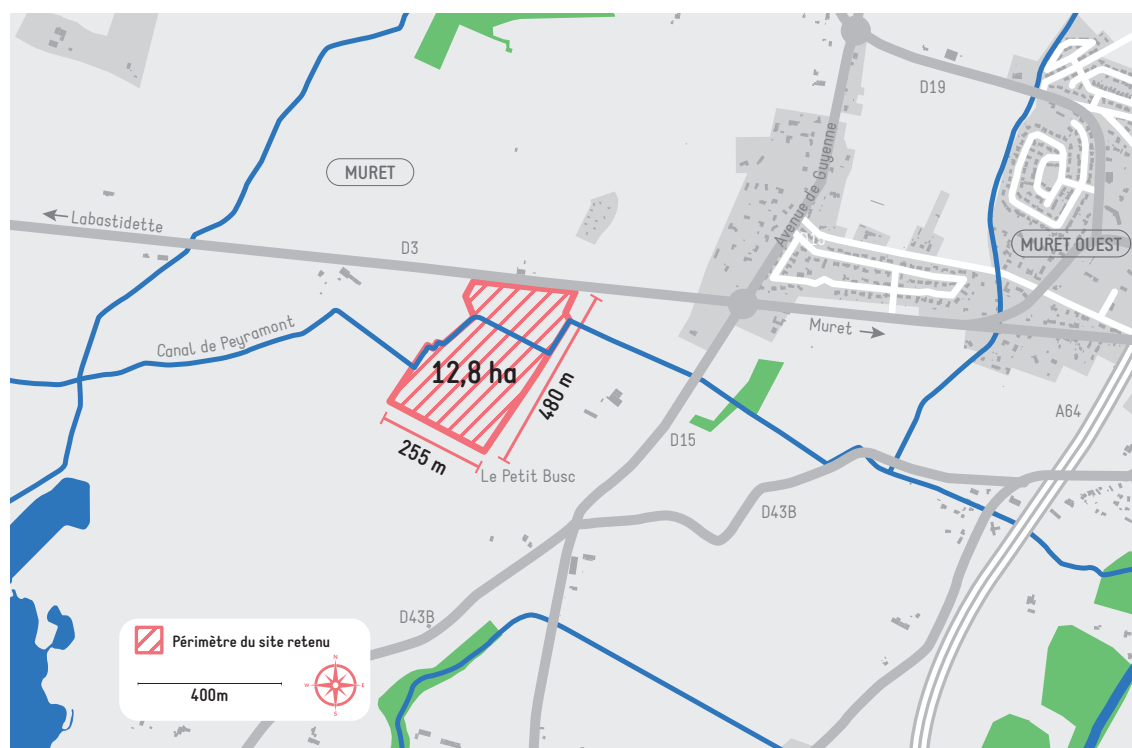 D19
Avenue de Guyenne
MURET
Labastidette
D3
MURET OUEST
D15
Muret
Canal de Peyramont
12,8 ha
480 m
255 m
A64
D15
Le Petit Busc
D43B
D43B
Périmètre du site retenu
400m
N
W
E
S